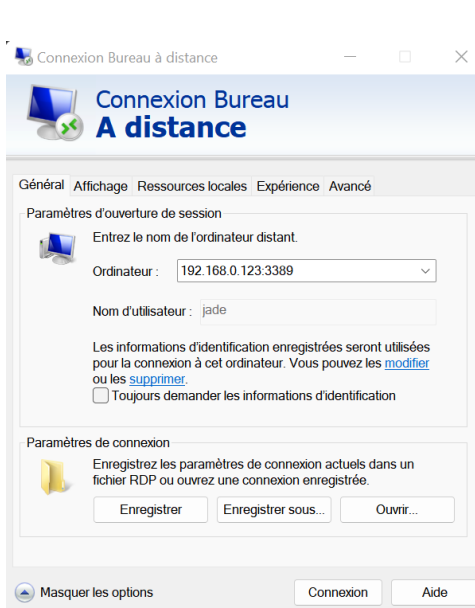 Connexion Bureau à distance
Connexion Bureau
A distance
Général Affichage Ressources locales Expérience Avancé
Paramètres d'ouverture de session
Entrez le nom de l'ordinateur distant.
Ordinateur : 192.168.0.123:3389
Nom d'utilisateur : jade
Les informations d'identification enregistrées seront utilisées
pour la connexion à cet ordinateur. Vous pouvez les modifier
ou les supprimer.
Toujours demander les informations d'identification
Paramètres de connexion
Enregistrez les paramètres de connexion actuels dans un
fichier RDP ou ouvrez une connexion enregistrée.
Enregistrer Enregistrer sous... Ouvrir...
Masquer les options Connexion Aide